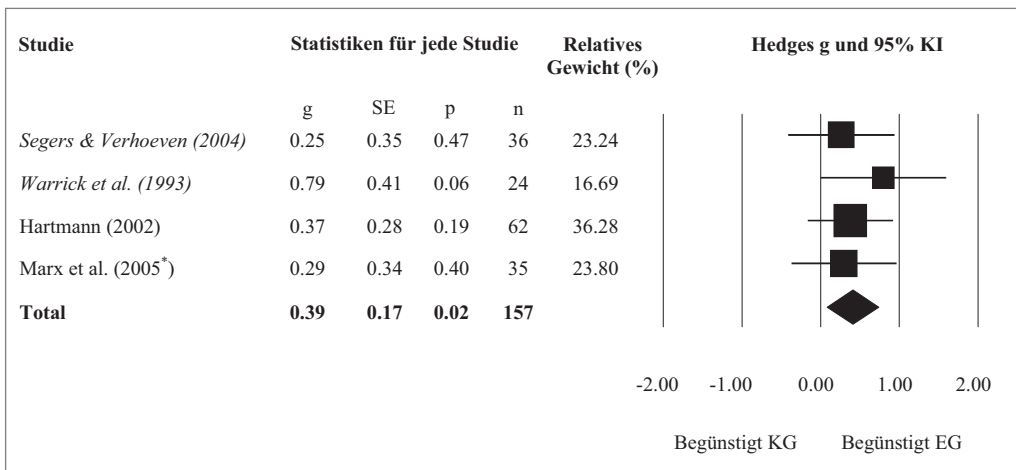 Studie Statistiken für jede Studie Relatives Gewicht (%) Hedges g und 95% KI
g SE p n
Segers & Verhoeven (2004) 0.25 0.35 0.47 36 23.24
Warrick et al. (1993) 0.79 0.41 0.06 24 16.69
Hartmann (2002) 0.37 0.28 0.19 62 36.28
Marx et al. (2005*) 0.29 0.34 0.40 35 23.80
Total 0.39 0.17 0.02 157
-2.00 -1.00 0.00 1.00 2.00
Begünstigt KG Begünstigt EG